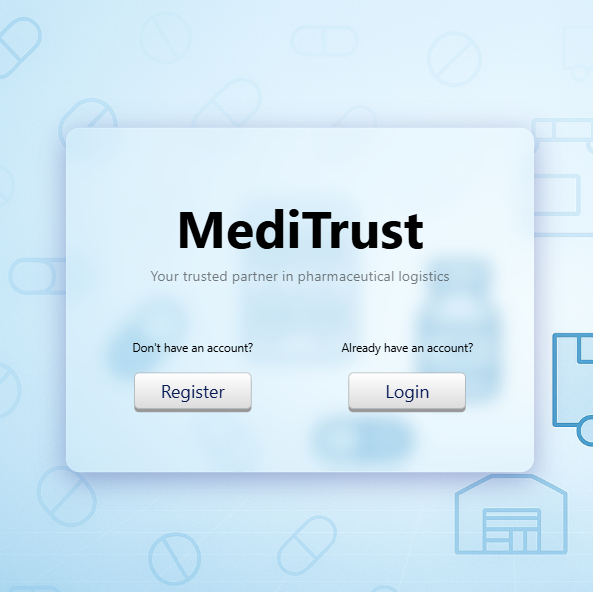 MediTrust
Your trusted partner in pharmaceutical logistics
Don't have an account?
Already have an account?
Register
Login